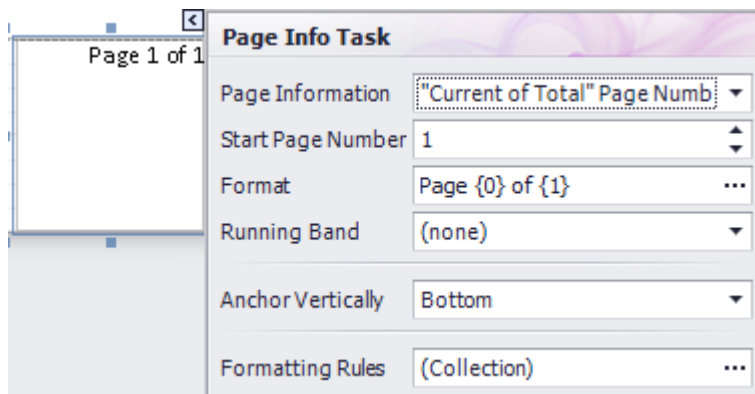 Page 1 of 1
Page Info Task
Page Information "Current of Total" Page Numb
Start Page Number 1
Format Page {0} of {1} ...
Running Band (none)
Anchor Vertically Bottom
Formatting Rules (Collection) ...